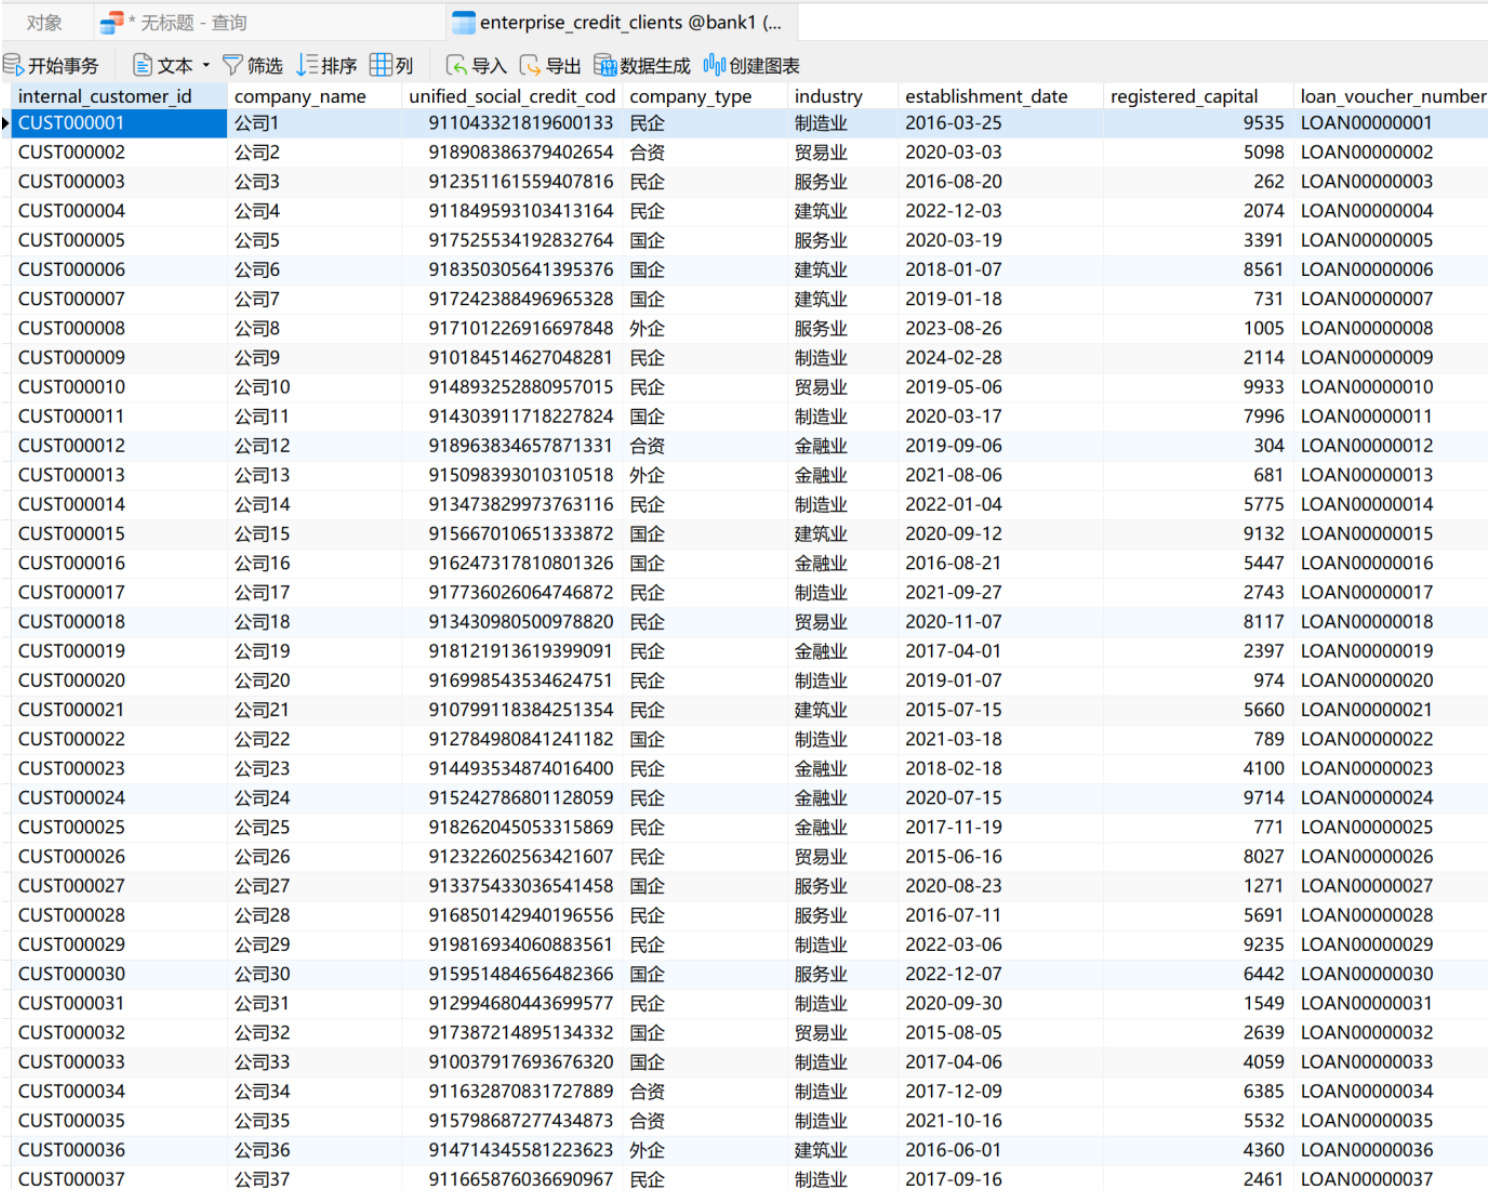 对象 * 无标题 - 查询 enterprise_credit_clients @bank1 (...
开始事务 文本 筛选 排序 列 导入 导出 数据生成 创建图表
internal_customer_id company_name unified_social_credit_cod company_type industry establishment_date registered_capital loan_voucher_number
CUST000001 公司1 911043321819600133 民企 制造业 2016-03-25 9535 LOAN00000001
CUST000002 公司2 918908386379402654 合资 贸易业 2020-03-03 5098 LOAN00000002
CUST000003 公司3 912351161559407816 民企 服务业 2016-08-20 262 LOAN00000003
CUST000004 公司4 911849593103413164 民企 建筑业 2022-12-03 2074 LOAN00000004
CUST000005 公司5 917525534192832764 国企 服务业 2020-03-19 3391 LOAN00000005
CUST000006 公司6 918350305641395376 国企 建筑业 2018-01-07 8561 LOAN00000006
CUST000007 公司7 917242388496965328 国企 建筑业 2019-01-18 731 LOAN00000007
CUST000008 公司8 917101226916697848 外企 服务业 2023-08-26 1005 LOAN00000008
CUST000009 公司9 910184514627048281 民企 制造业 2024-02-28 2114 LOAN00000009
CUST000010 公司10 914893252880957015 民企 贸易业 2019-05-06 9933 LOAN00000010
CUST000011 公司11 914303911718227824 国企 制造业 2020-03-17 7996 LOAN00000011
CUST000012 公司12 918963834657871331 合资 金融业 2019-09-06 304 LOAN00000012
CUST000013 公司13 915098393010310518 外企 金融业 2021-08-06 681 LOAN00000013
CUST000014 公司14 913473829973763116 民企 制造业 2022-01-04 5775 LOAN00000014
CUST000015 公司15 915667010651333872 国企 建筑业 2020-09-12 9132 LOAN00000015
CUST000016 公司16 916247317810801326 国企 金融业 2016-08-21 5447 LOAN00000016
CUST000017 公司17 917736026064746872 民企 制造业 2021-09-27 2743 LOAN00000017
CUST000018 公司18 913430980500978820 民企 贸易业 2020-11-07 8117 LOAN00000018
CUST000019 公司19 918121913619399091 民企 金融业 2017-04-01 2397 LOAN00000019
CUST000020 公司20 916998543534624751 民企 制造业 2019-01-07 974 LOAN00000020
CUST000021 公司21 910799118384251354 民企 建筑业 2015-07-15 5660 LOAN00000021
CUST000022 公司22 912784980841241182 国企 制造业 2021-03-18 789 LOAN00000022
CUST000023 公司23 914493534874016400 民企 金融业 2018-02-18 4100 LOAN00000023
CUST000024 公司24 915242786801128059 民企 金融业 2020-07-15 9714 LOAN00000024
CUST000025 公司25 918262045053315869 民企 金融业 2017-11-19 771 LOAN00000025
CUST000026 公司26 912322602563421607 民企 贸易业 2015-06-16 8027 LOAN00000026
CUST000027 公司27 913375433036541458 国企 服务业 2020-08-23 1271 LOAN00000027
CUST000028 公司28 916850142940196556 民企 服务业 2016-07-11 5691 LOAN00000028
CUST000029 公司29 919816934060883561 民企 制造业 2022-03-06 9235 LOAN00000029
CUST000030 公司30 915951484656482366 国企 服务业 2022-12-07 6442 LOAN00000030
CUST000031 公司31 912994680443699577 民企 制造业 2020-09-30 1549 LOAN00000031
CUST000032 公司32 917387214895134332 国企 贸易业 2015-08-05 2639 LOAN00000032
CUST000033 公司33 910037917693676320 国企 制造业 2017-04-06 4059 LOAN00000033
CUST000034 公司34 911632870831727889 合资 制造业 2017-12-09 6385 LOAN00000034
CUST000035 公司35 915798687277434873 合资 制造业 2021-10-16 5532 LOAN00000035
CUST000036 公司36 914714345581223623 外企 建筑业 2016-06-01 4360 LOAN00000036
CUST000037 公司37 911665876036690967 民企 制造业 2017-09-16 2461 LOAN00000037